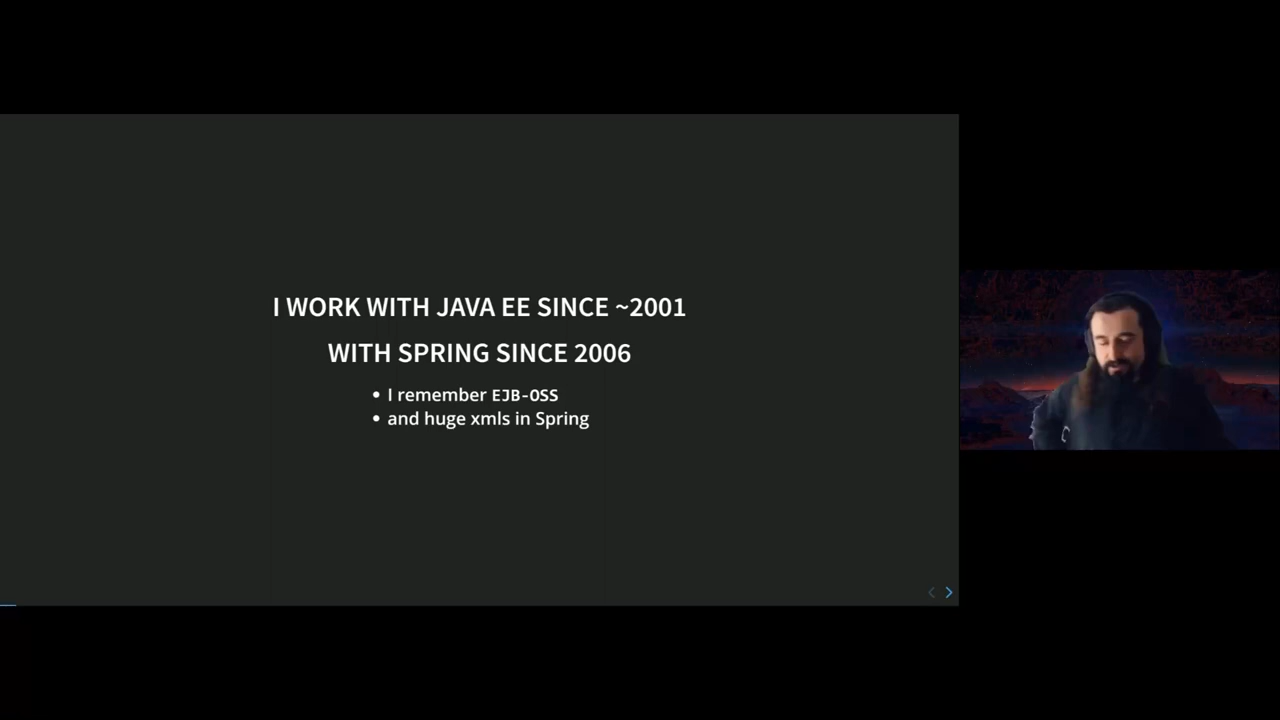 I WORK WITH JAVA EE SINCE ~2001
WITH SPRING SINCE 2006
• I remember EJB-OSS
• and huge xmls in Spring